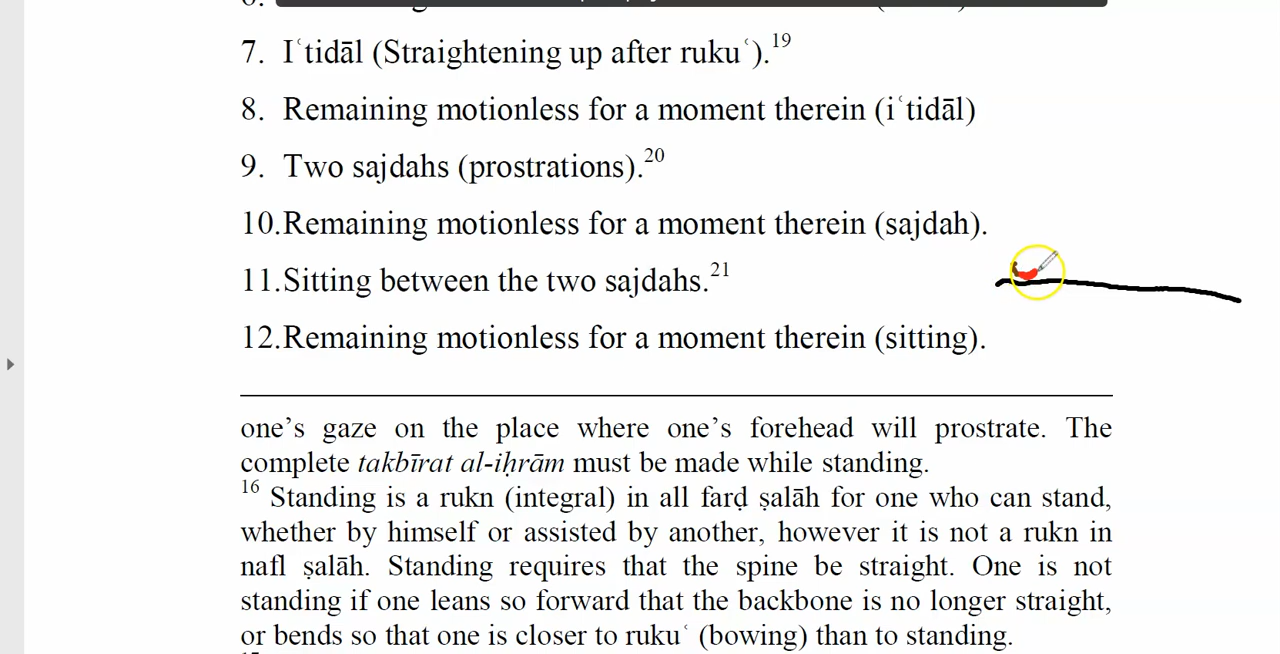 7. Iʿtidāl (Straightening up after rukuʿ).19
8. Remaining motionless for a moment therein (iʿtidāl)
9. Two sajdahs (prostrations).20
10.Remaining motionless for a moment therein (sajdah).
11.Sitting between the two sajdahs.21
12.Remaining motionless for a moment therein (sitting).
one’s gaze on the place where one’s forehead will prostrate. The
complete takbīrat al-iḥrām must be made while standing.
16 Standing is a rukn (integral) in all farḍ ṣalāh for one who can stand,
whether by himself or assisted by another, however it is not a rukn in
nafl ṣalāh. Standing requires that the spine be straight. One is not
standing if one leans so forward that the backbone is no longer straight,
or bends so that one is closer to rukuʿ (bowing) than to standing.